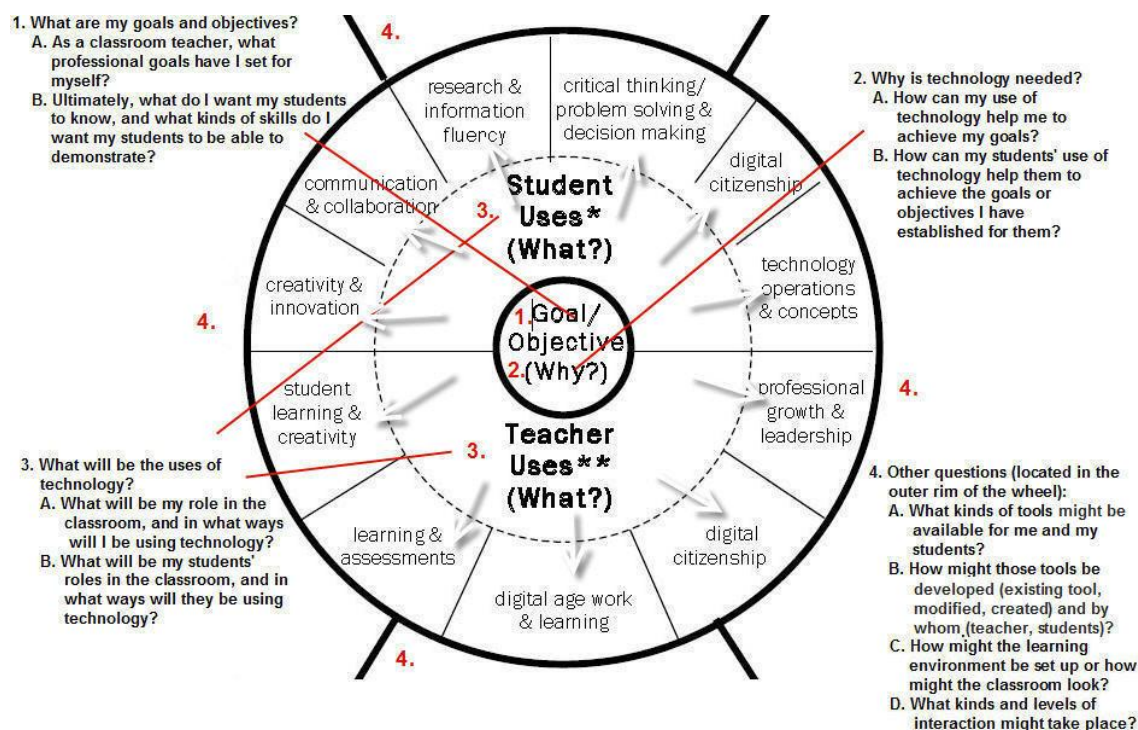 1. What are my goals and objectives?
A. As a classroom teacher, what
professional goals have I set for
myself?
B. Ultimately, what do I want my students
to know, and what kinds of skills do I
want my students to be able to
demonstrate?
4.
research &
information
fluency
critical thinking/
problem solving &
decision making
2. Why is technology needed?
A. How can my use of
technology help me to
achieve my goals?
B. How can my students' use of
technology help them to
achieve the goals or
objectives I have
established for them?
communication
& collaboration
digital
citizenship
Student
Uses*
(What?)
3.
creativity &
innovation
technology
operations
& concepts
4.
1. Goal/
Objective
2. (Why?)
4.
student
learning &
creativity
professional
growth &
leadership
Teacher
Uses**
(What?)
3.
3. What will be the uses of
technology?
A. What will be my role in the
classroom, and in what ways
will I be using technology?
B. What will be my students'
roles in the classroom, and in
what ways will they be using
technology?
learning &
assessments
digital age work
& learning
digital
citizenship
4.
4. Other questions (located in the
outer rim of the wheel):
A. What kinds of tools might be
available for me and my
students?
B. How might those tools be
developed (existing tool,
modified, created) and by
whom (teacher, students)?
C. How might the learning
environment be set up or how
might the classroom look?
D. What kinds and levels of
interaction might take place?